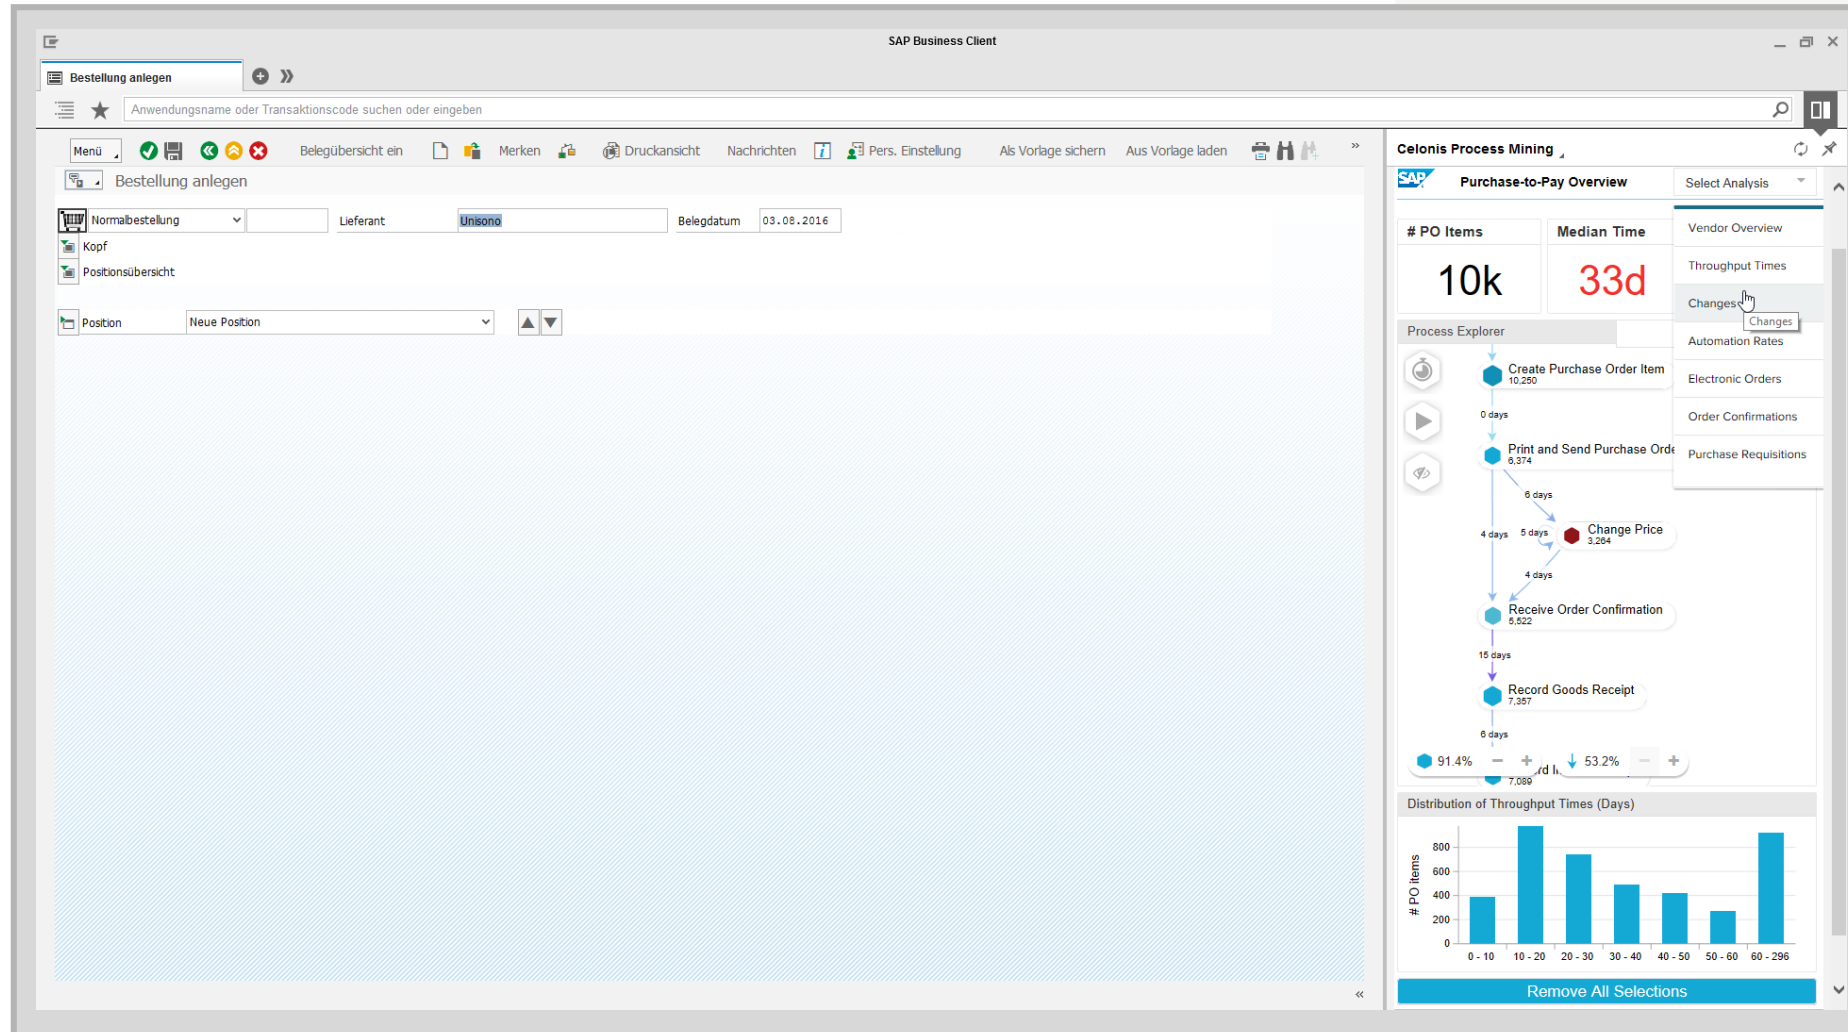 SAP Business Client
Bestellung anlegen
Anwendungsname oder Transaktionscode suchen oder eingeben
Menü
Belegübersicht ein
Merken
Druckansicht
Nachrichten
Pers. Einstellung
Als Vorlage sichern
Aus Vorlage laden
Bestellung anlegen
Normalbestellung
Lieferant
Unisono
Belegdatum
03.08.2016
Kopf
Positionsübersicht
Position
Neue Position
Celonis Process Mining
SAP
Purchase-to-Pay Overview
Select Analysis
Vendor Overview
Throughput Times
Changes
Changes
Automation Rates
Electronic Orders
Order Confirmations
Purchase Requisitions
# PO Items
Median Time
10k
33d
Process Explorer
Create Purchase Order Item
10,250
0 days
Print and Send Purchase Orde
6,374
6 days
4 days
5 days
Change Price
3,264
4 days
Receive Order Confirmation
5,522
15 days
Record Goods Receipt
7,357
6 days
91.4%
53.2%
7,089
Distribution of Throughput Times (Days)
# PO items
800
600
400
200
0
0 - 10
10 - 20
20 - 30
30 - 40
40 - 50
50 - 60
60 - 296
Remove All Selections